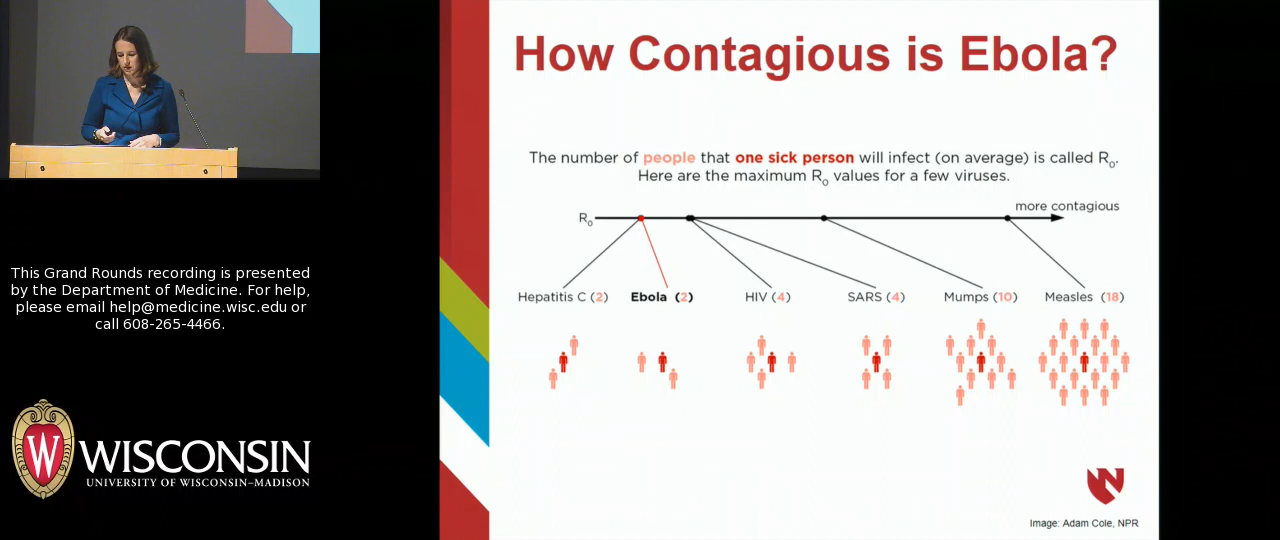 How Contagious is Ebola?
The number of people that one sick person will infect (on average) is called R₀.
Here are the maximum R₀ values for a few viruses.
more contagious
R₀
Hepatitis C (2) Ebola (2) HIV (4) SARS (4) Mumps (10) Measles (18)
This Grand Rounds recording is presented
by the Department of Medicine. For help,
please email help@medicine.wisc.edu or
call 608-265-4466.
W
WISCONSIN
UNIVERSITY OF WISCONSIN–MADISON
N
Image: Adam Cole, NPR